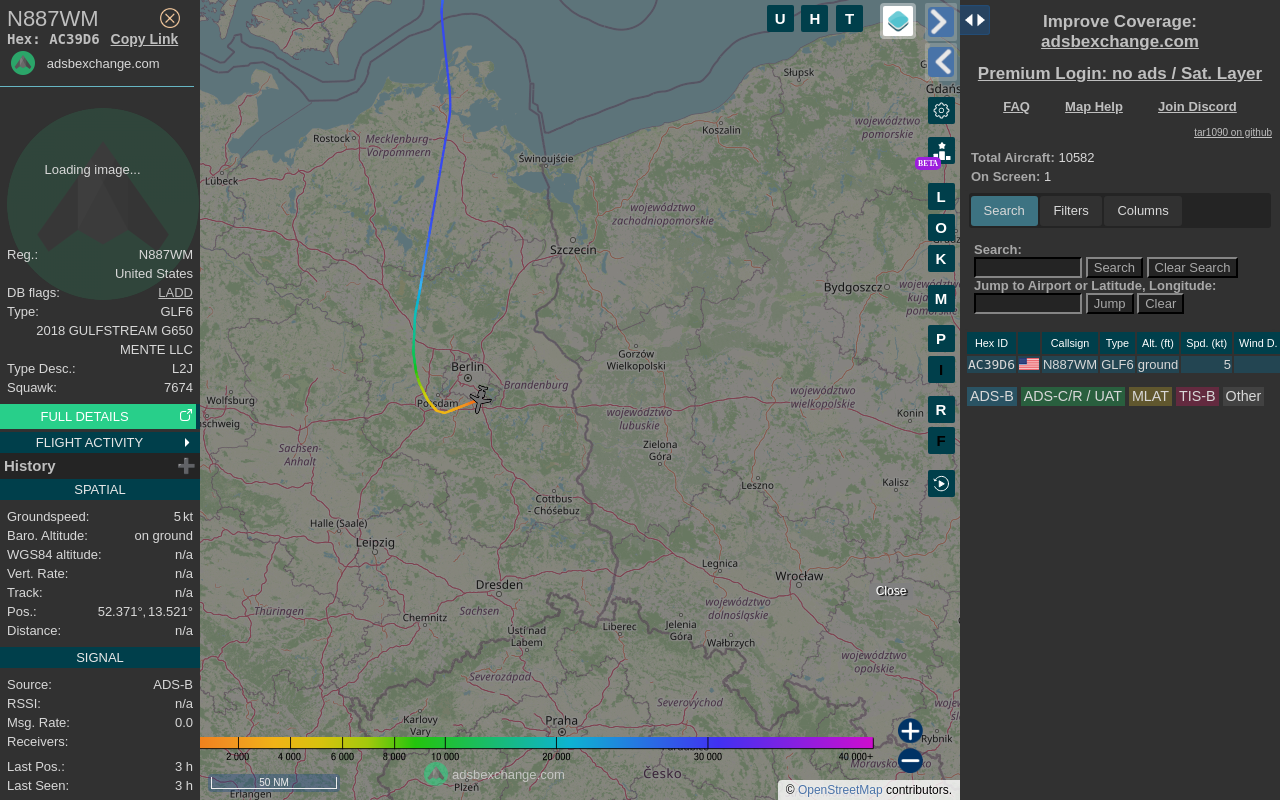 N887WM
Hex: AC39D6 Copy Link
adsbexchange.com
Loading image...
Reg.: N887WM
United States
DB flags: LADD
Type: GLF6
2018 GULFSTREAM G650
MENTE LLC
Type Desc.: L2J
Squawk: 7674
FULL DETAILS
FLIGHT ACTIVITY
History
SPATIAL
Groundspeed: 5 kt
Baro. Altitude: on ground
WGS84 altitude: n/a
Vert. Rate: n/a
Track: n/a
Pos.: 52.371°, 13.521°
Distance: n/a
SIGNAL
Source: ADS-B
RSSI: n/a
Msg. Rate: 0.0
Receivers:
Last Pos.: 3 h
Last Seen: 3 h
U H T
Słupsk
Gdańs
Koszalin
województwo
pomorskie
Rostock
Mecklenburg-
Vorpommern
Świnoujście
Lübeck
województwo
zachodniopomorskie
Szczecin
Bydgoszcz
Gorzów
Wielkopolski
Berlin
Potsdam
Brandenburg
Wolfsburg
województwo
wielkopolskie
województwo
lubuskie
Konin
Sachsen-
Anhalt
Zielona
Góra
Leszno
Kalisz
Cottbus
- Chóśebuz
Halle (Saale)
Leipzig
Legnica
Wrocław
Dresden
Thüringen
Chemnitz
Sachsen
województwo
dolnośląskie
Ústí nad
Labem
Liberec
Jelenia
Góra
Wałbrzych
województwo
opolskie
Severozápad
Severovýchod
Karlovy
Vary
Praha
Rybnik
Plzeň
Česko
Erlangen
BETA
L
O
K
M
P
I
R
F
Close
2 000 4 000 6 000 8 000 10 000 20 000 30 000 40 000+
50 NM
adsbexchange.com
© OpenStreetMap contributors.
Improve Coverage:
adsbexchange.com
Premium Login: no ads / Sat. Layer
FAQ Map Help Join Discord
tar1090 on github
Total Aircraft: 10582
On Screen: 1
Search Filters Columns
Search:
Search Clear Search
Jump to Airport or Latitude, Longitude:
Jump Clear
Hex ID Callsign Type Alt. (ft) Spd. (kt) Wind D.
AC39D6 N887WM GLF6 ground 5
ADS-B ADS-C/R / UAT MLAT TIS-B Other